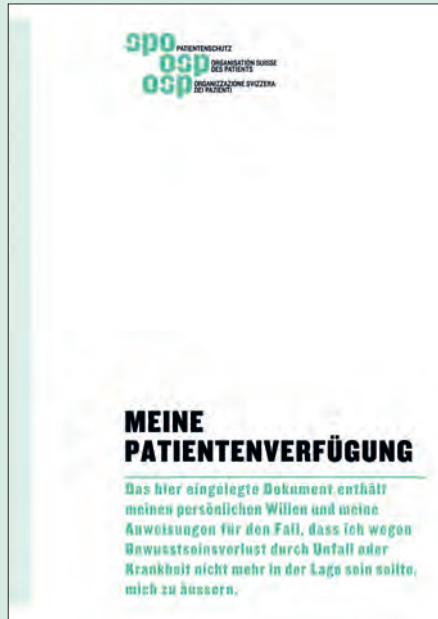 spo PATIENTENSCHUTZ
osp ORGANISATION SUISSE
DES PATIENTS
osp ORGANIZZAZIONE SVIZZERA
DEI PAZIENTI
MEINE
PATIENTENVERFÜGUNG
Das hier eingelegte Dokument enthält
meinen persönlichen Willen und meine
Anweisungen für den Fall, dass ich wegen
Bewusstseinsverlust durch Unfall oder
Krankheit nicht mehr in der Lage sein sollte,
mich zu äussern.